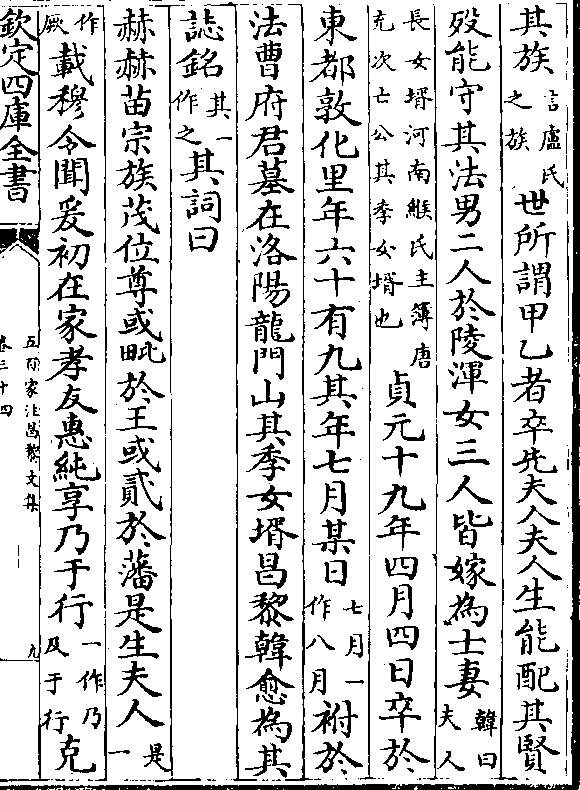 其族言盧氏之族世所謂甲乙者卒先夫人夫人生能配其賢
歿能守其法男二人於陵渾女三人皆嫁為士妻韓曰夫人
長女壻河南緱氏主簿唐充次亡公其季女壻也貞元十九年四月四日卒於
東都敦化里年六十有九其年七月某日七月一作八月祔於
法曹府君墓在洛陽龍門山其季女壻昌黎韓愈為其
誌銘其一作之其詞曰
赫赫苗宗族茂位尊或毗於王或貳於藩是生夫人是一
作厥載穆令聞爰初在家孝友惠純享乃于行一作乃及于行克
欽定四庫全書
五百家注昌黎文集
卷三十四
九